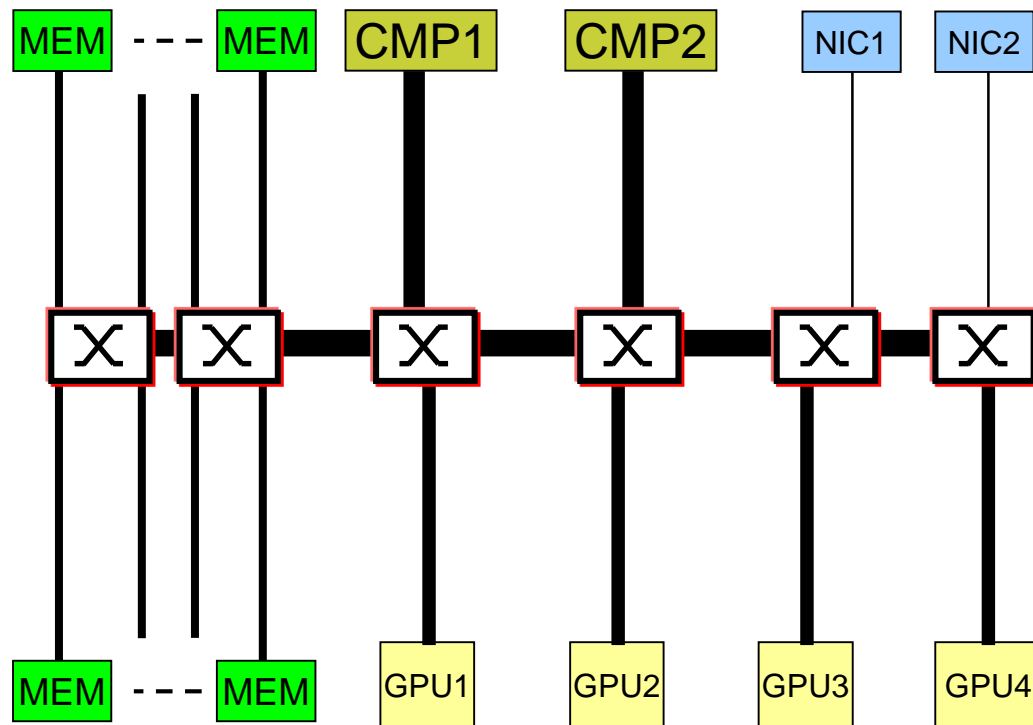 MEM - - - MEM CMP1 CMP2 NIC1 NIC2
MEM - - - MEM GPU1 GPU2 GPU3 GPU4